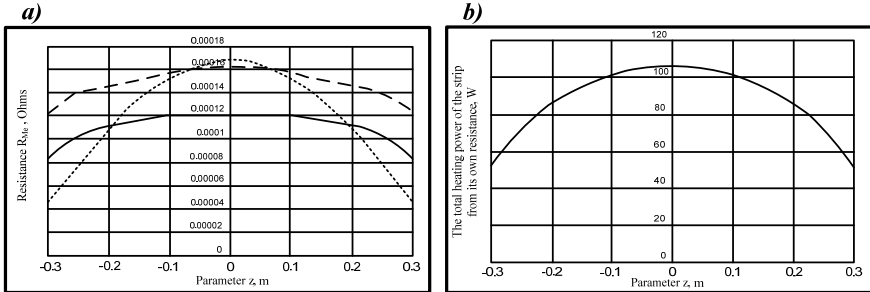 a)
0.00018
0.00016
0.00014
0.00012
0.0001
0.00008
0.00006
0.00004
0.00002
0
-0.3 -0.2 -0.1 0 0.1 0.2 0.3
Parameter z, m
Resistance R_Me, Ohms
b)
120
100
80
60
40
20
0
-0.3 -0.2 -0.1 0 0.1 0.2 0.3
Parameter z, m
The total heating power of the strip
from its own resistance, W